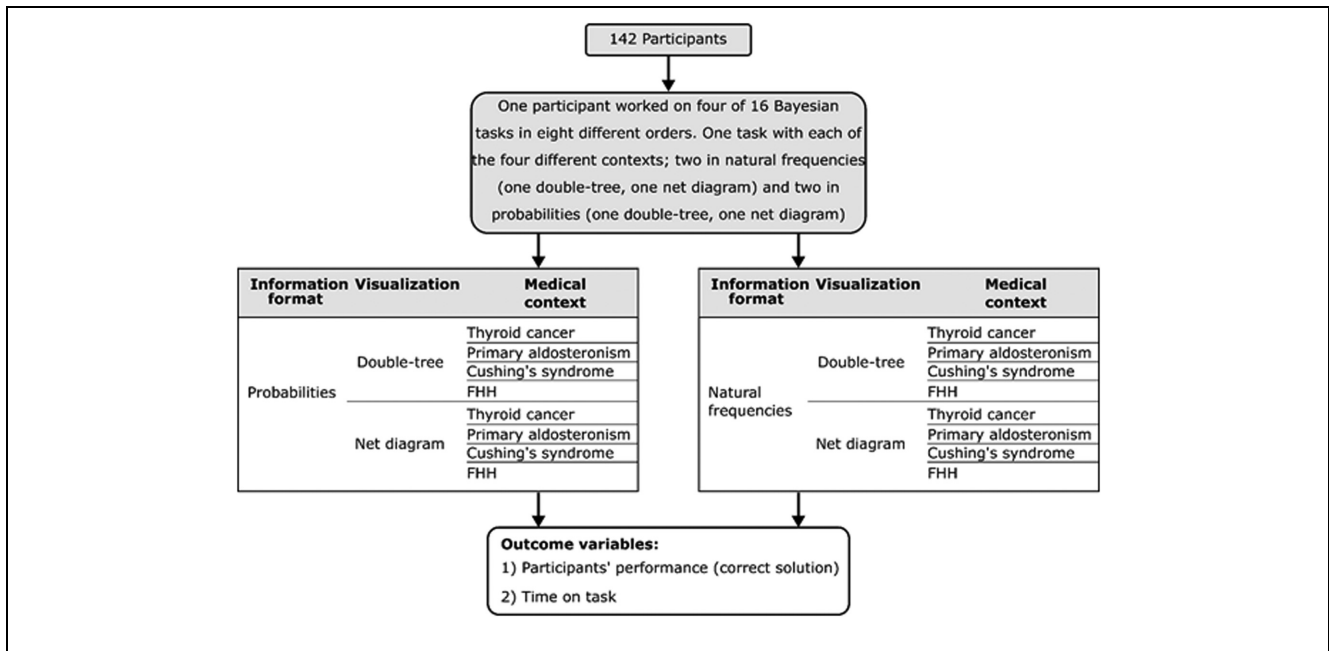 142 Participants
One participant worked on four of 16 Bayesian
tasks in eight different orders. One task with each of
the four different contexts; two in natural frequencies
(one double-tree, one net diagram) and two in
probabilities (one double-tree, one net diagram)
Information Visualization Medical
format context
Probabilities
Double-tree
Thyroid cancer
Primary aldosteronism
Cushing's syndrome
FHH
Net diagram
Thyroid cancer
Primary aldosteronism
Cushing's syndrome
FHH
Information Visualization Medical
format context
Natural
frequencies
Double-tree
Thyroid cancer
Primary aldosteronism
Cushing's syndrome
FHH
Net diagram
Thyroid cancer
Primary aldosteronism
Cushing's syndrome
FHH
Outcome variables:
1) Participants' performance (correct solution)
2) Time on task